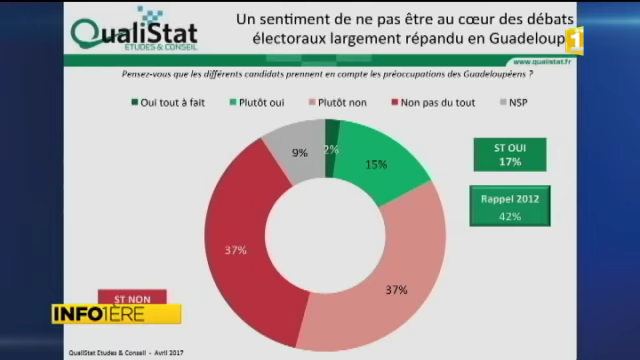 QualiStat
ETUDES & CONSEIL
Un sentiment de ne pas être au cœur des débats
électoraux largement répandu en Guadeloup
1
www.qualistat.fr
Pensez-vous que les différents candidats prennent en compte les préoccupations des Guadeloupéens ?
Oui tout à fait
Plutôt oui
Plutôt non
Non pas du tout
NSP
2%
9%
15%
37%
37%
ST OUI
17%
Rappel 2012
42%
ST NON
INFO1ÈRE
QualiStat Etudes & Conseil - Avril 2017